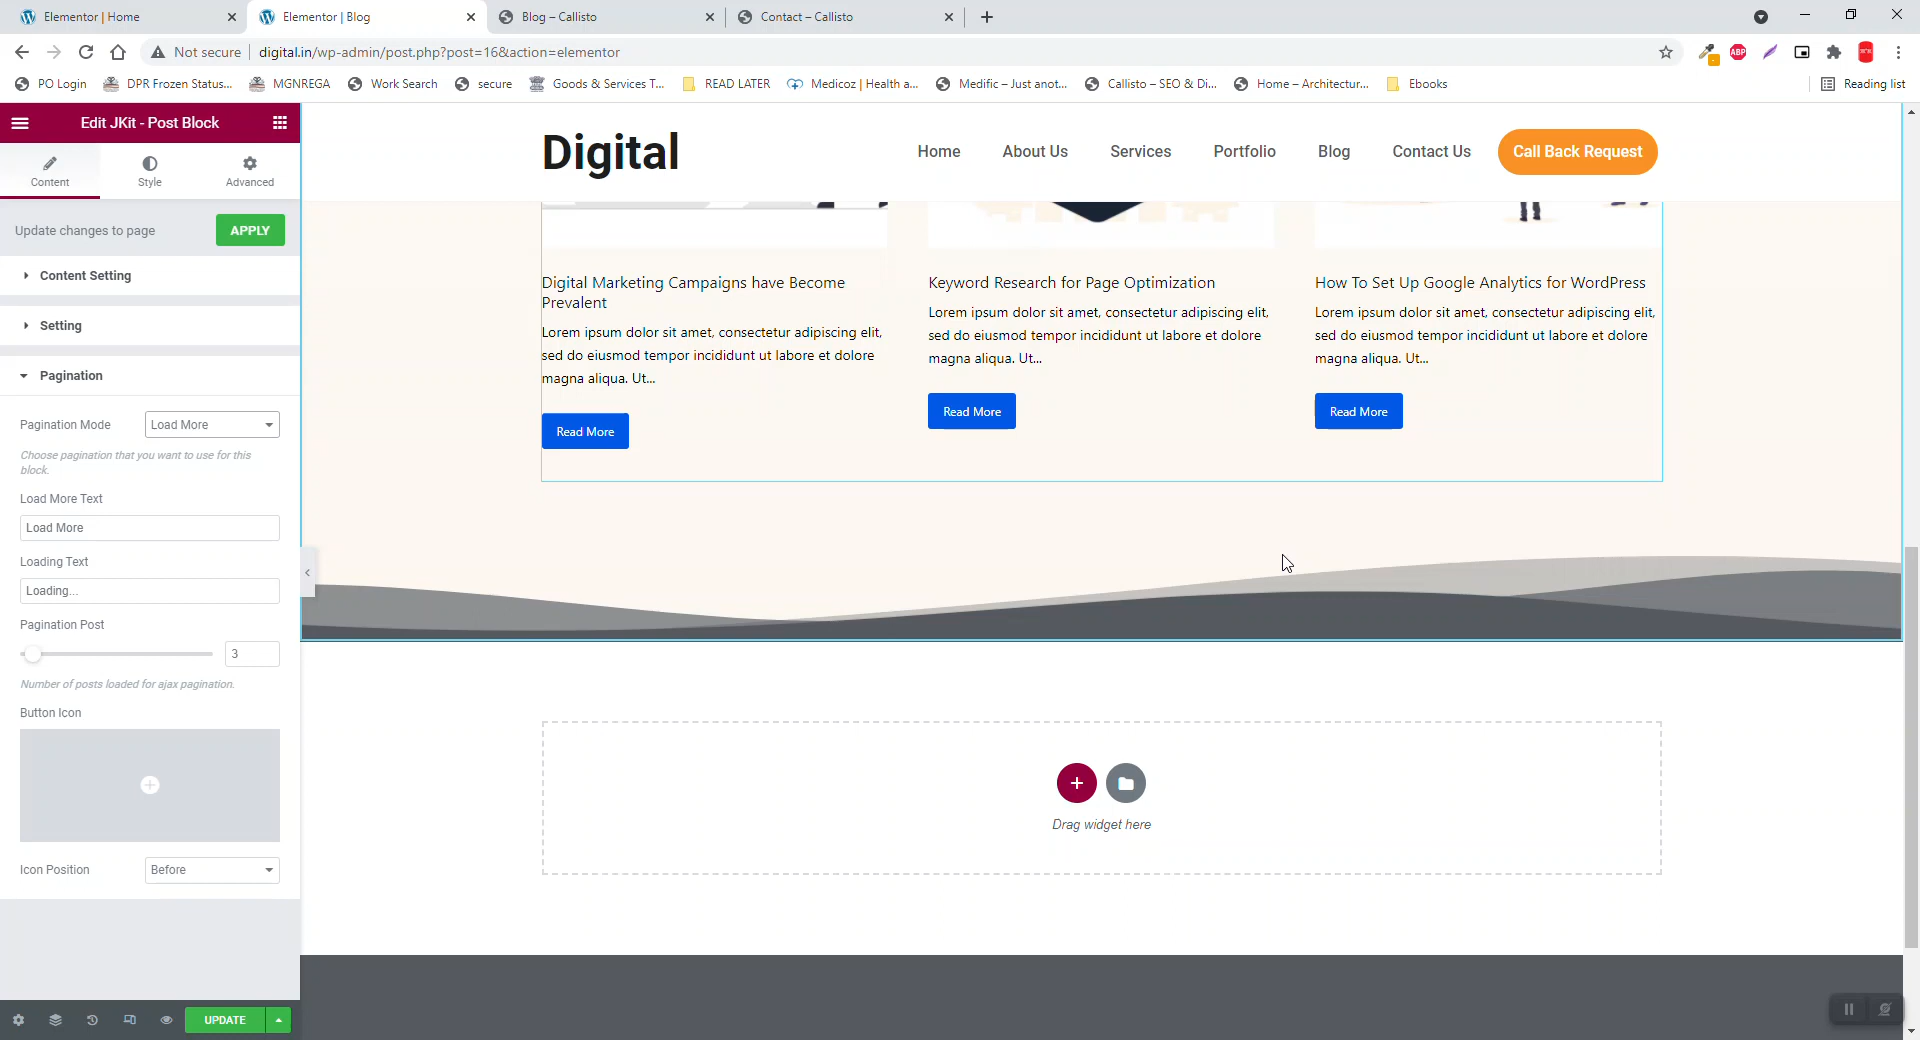 Elementor | Home
Elementor | Blog
Blog – Callisto
Contact – Callisto
Not secure
digital.in/wp-admin/post.php?post=16&action=elementor
ABP
PO Login
DPR Frozen Status...
MGNREGA
Work Search
secure
Goods & Services T...
READ LATER
Medicoz | Health a...
Medific – Just anot...
Callisto – SEO & Di...
Home – Architectur...
Ebooks
Reading list
Edit JKit - Post Block
Content
Style
Advanced
Update changes to page
APPLY
Content Setting
Setting
Pagination
Pagination Mode
Load More
Choose pagination that you want to use for this
block.
Load More Text
Load More
Loading Text
Loading...
Pagination Post
3
Number of posts loaded for ajax pagination.
Button Icon
Icon Position
Before
UPDATE
Digital
Home
About Us
Services
Portfolio
Blog
Contact Us
Call Back Request
Digital Marketing Campaigns have Become
Prevalent
Lorem ipsum dolor sit amet, consectetur adipiscing elit,
sed do eiusmod tempor incididunt ut labore et dolore
magna aliqua. Ut...
Read More
Keyword Research for Page Optimization
Lorem ipsum dolor sit amet, consectetur adipiscing elit,
sed do eiusmod tempor incididunt ut labore et dolore
magna aliqua. Ut...
Read More
How To Set Up Google Analytics for WordPress
Lorem ipsum dolor sit amet, consectetur adipiscing elit,
sed do eiusmod tempor incididunt ut labore et dolore
magna aliqua. Ut...
Read More
Drag widget here